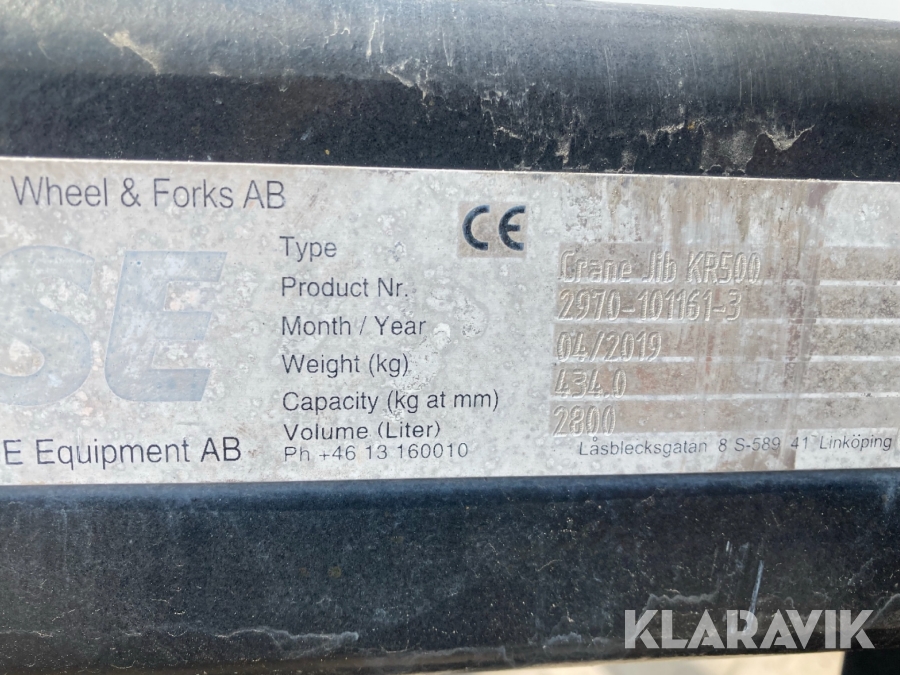 Wheel & Forks AB
CE
SE
Type Crane Jib KR500
Product Nr. 2970-101161-3
Month / Year 04/2019
Weight (kg) 434.0
Capacity (kg at mm) 2800
Volume (Liter)
E Equipment AB
Ph +46 13 160010 Låsblecksgatan 8 S-589 41 Linköping
KLARAVIK